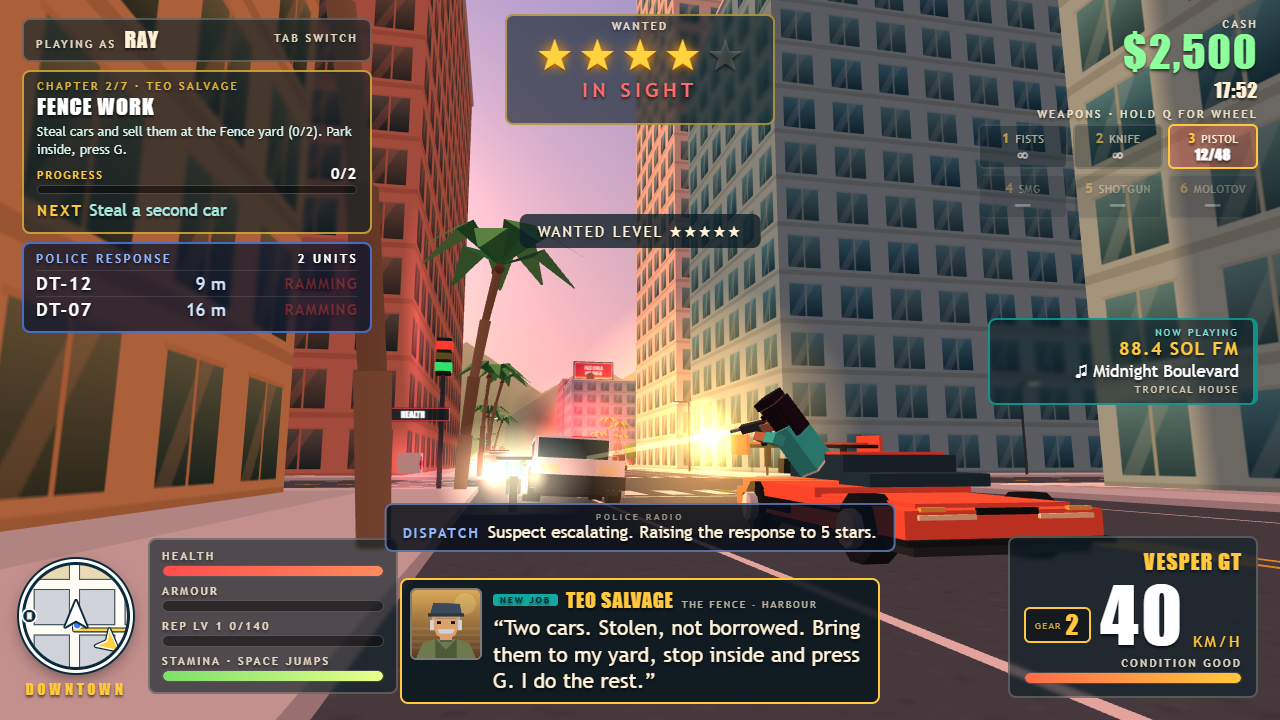 PLAYING AS RAY TAB SWITCH
CHAPTER 2/7 · TEO SALVAGE
FENCE WORK
Steal cars and sell them at the Fence yard (0/2). Park
inside, press G.
PROGRESS 0/2
NEXT Steal a second car
POLICE RESPONSE 2 UNITS
DT-12 9 m RAMMING
DT-07 16 m RAMMING
WANTED
IN SIGHT
WANTED LEVEL ★★★★★
CASH
$2,500
17:52
WEAPONS · HOLD Q FOR WHEEL
1 FISTS ∞
2 KNIFE ∞
3 PISTOL 12/48
4 SMG —
5 SHOTGUN —
6 MOLOTOV —
NOW PLAYING
88.4 SOL FM
♫ Midnight Boulevard
TROPICAL HOUSE
HEALTH
POLICE RADIO
DISPATCH Suspect escalating. Raising the response to 5 stars.
DOWNTOWN
HEALTH
ARMOUR
REP LV 1 0/140
STAMINA · SPACE JUMPS
NEW JOB TEO SALVAGE THE FENCE · HARBOUR
“Two cars. Stolen, not borrowed. Bring
them to my yard, stop inside and press
G. I do the rest.”
VESPER GT
GEAR 2 40 KM/H
CONDITION GOOD